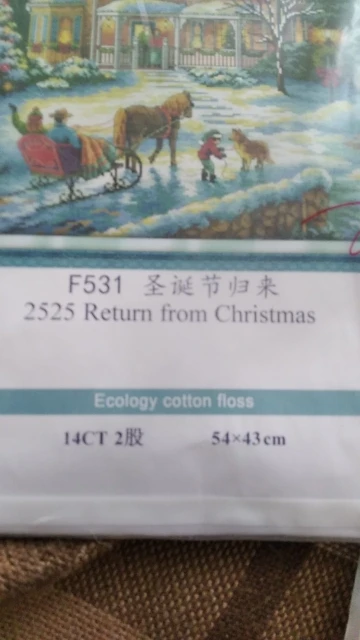 F531 圣诞节归来
2525 Return from Christmas
Ecology cotton floss
14CT 2股 54×43cm